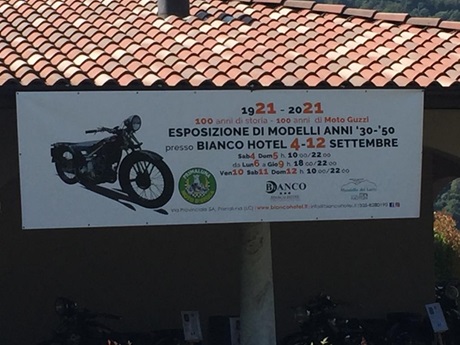 1921 - 2021
100 anni di storia - 100 anni di Moto Guzzi
ESPOSIZIONE DI MODELLI ANNI '30-'50
presso BIANCO HOTEL 4-12 SETTEMBRE
Sab4 Dom5 h. 10:00/22:00
da Lun6 a Gio9 h. 18:00/22:00
Ven10 Sab11 Dom12 h. 10:00/22:00
BIANCO